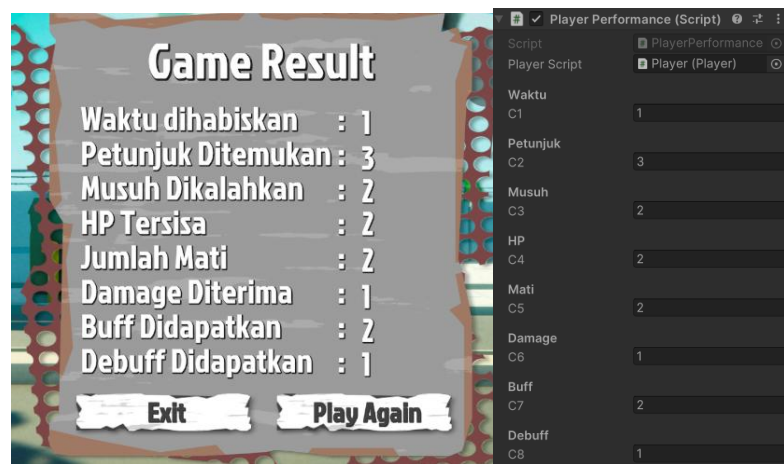 Game Result
Waktu dihabiskan : 1
Petunjuk Ditemukan : 3
Musuh Dikalahkan : 2
HP Tersisa : 2
Jumlah Mati : 2
Damage Diterima : 1
Buff Didapatkan : 2
Debuff Didapatkan : 1
Exit
Play Again
# Player Performance (Script)
Script # PlayerPerformance
Player Script # Player (Player)
Waktu
C1 1
Petunjuk
C2 3
Musuh
C3 2
HP
C4 2
Mati
C5 2
Damage
C6 1
Buff
C7 2
Debuff
C8 1